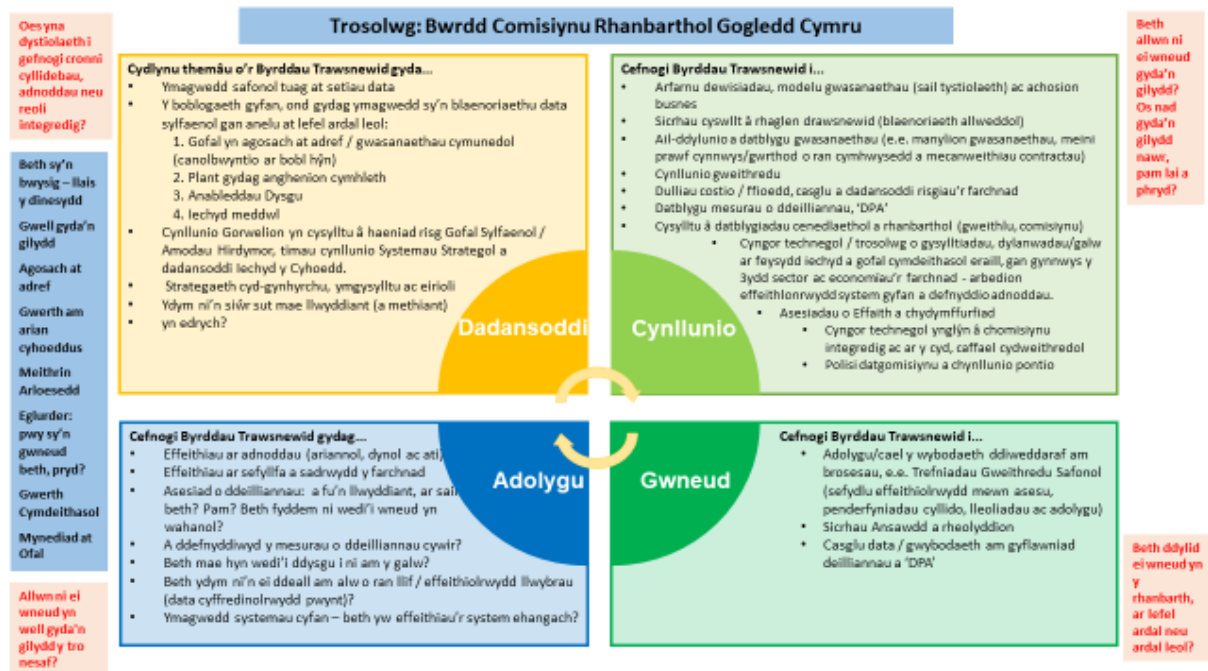 Trosolwg: Bwrdd Comisiynu Rhanbarthol Gogledd Cymru
Oes yna
dystiolaeth i
gefnogi cronni
cyllidebau,
adnoddau neu
reoli
integredig?
Beth sy'n
bwysig – llais
y dinesydd
Gwell gyda'n
gilydd
Agosach at
adref
Gwerth am
arian
cyhoeddus
Meithrin
Arloesedd
Eglurder:
pwy sy'n
gwneud
beth, pryd?
Gwerth
Cymdeithasol
Mynediad at
Ofal
Allwn ni ei
wneud yn
well gyda'n
gilydd y tro
nesaf?
Cydlynu themâu o'r Byrddau Trawsnewid gyda...
• Ymagwedd safonol tuag at setiau data
• Y boblogaeth gyfan, ond gydag ymagwedd sy'n blaenoriaethu data
sylfaenol gan anelu at lefel ardal leol:
1. Gofal yn agosach at adref / gwasanaethau cymunedol
(canolbwyntio ar bobl hŷn)
2. Plant gydag anghenion cymhleth
3. Anableddau Dysgu
4. Iechyd meddwl
• Cynllunio Gorwelion yn cysylltu â haeniad risg Gofal Sylfaenol /
Amodau Hirdymor, timau cynllunio Systemau Strategol a
dadansoddi Iechyd y Cyhoedd.
• Strategaeth cyd-gynhyrchu, ymgysylltu ac eirioli
• Ydym ni'n siŵr sut mae llwyddiant (a methiant)
• yn edrych?
Dadansoddi
Cefnogi Byrddau Trawsnewid i...
• Arfarnu dewisiadau, modelu gwasanaethau (sail tystiolaeth) ac achosion
busnes
• Sicrhau cyswllt â rhaglen drawsnewid (blaenoriaeth allweddol)
• Ail-ddylunio a datblygu gwasanaethau (e.e. manylion gwasanaethau, meini
prawf cynnwys/gwrthod o ran cymhwysedd a mecanweithiau contractau)
• Cynllunio gweithredu
• Dulliau costio / ffioedd, casglu a dadansoddi risgiau'r farchnad
• Datblygu mesurau o ddeilliannau, 'DPA'
• Cysylltu â datblygiadau cenedlaethol a rhanbarthol (gweithlu, comisiynu)
• Cyngor technegol / trosolwg o gysylltiadau, dylanwadau/galw
ar feysydd iechyd a gofal cymdeithasol eraill, gan gynnwys y
3ydd sector ac economïau'r farchnad - arbedion
effeithlonrwydd system gyfan a defnyddio adnoddau.
• Asesiadau o Effaith a chydymffurfiad
• Cyngor technegol ynglŷn â chomisiynu
integredig ac ar y cyd, caffael cydweithredol
• Polisi datgomisiynu a chynllunio pontio
Cynllunio
Cefnogi Byrddau Trawsnewid gydag...
• Effeithiau ar adnoddau (ariannol, dynol ac ati)
• Effeithiau ar sefyllfa a sadrwydd y farchnad
• Asesiad o ddeilliannau: a fu'n llwyddiant, ar sail
beth? Pam? Beth fyddem ni wedi'i wneud yn
wahanol?
• A ddefnyddiwyd y mesurau o ddeilliannau cywir?
• Beth mae hyn wedi'i ddysgu i ni am y galw?
• Beth ydym ni'n ei ddeall am alw o ran llif / effeithiolrwydd llwybrau
(data cyffredinolrwydd pwynt)?
• Ymagwedd systemau cyfan – beth yw effeithiau'r system ehangach?
Adolygu
Gwneud
Cefnogi Byrddau Trawsnewid i...
• Adolygu/cael y wybodaeth ddiweddaraf am
brosesau, e.e. Trefniadau Gweithredu Safonol
(sefydlu effeithiolrwydd mewn asesu,
penderfyniadau cyllido, lleoliadau ac adolygu)
• Sicrhau Ansawdd a rheolyddion
• Casglu data / gwybodaeth am gyflawniad
deilliannau a 'DPA'
Beth
allwn ni
ei wneud
gyda'n
gilydd?
Os nad
gyda'n
gilydd
nawr,
pam lai a
phryd?
Beth ddylid
ei wneud yn
y
rhanbarth,
ar lefel
ardal neu
ardal leol?